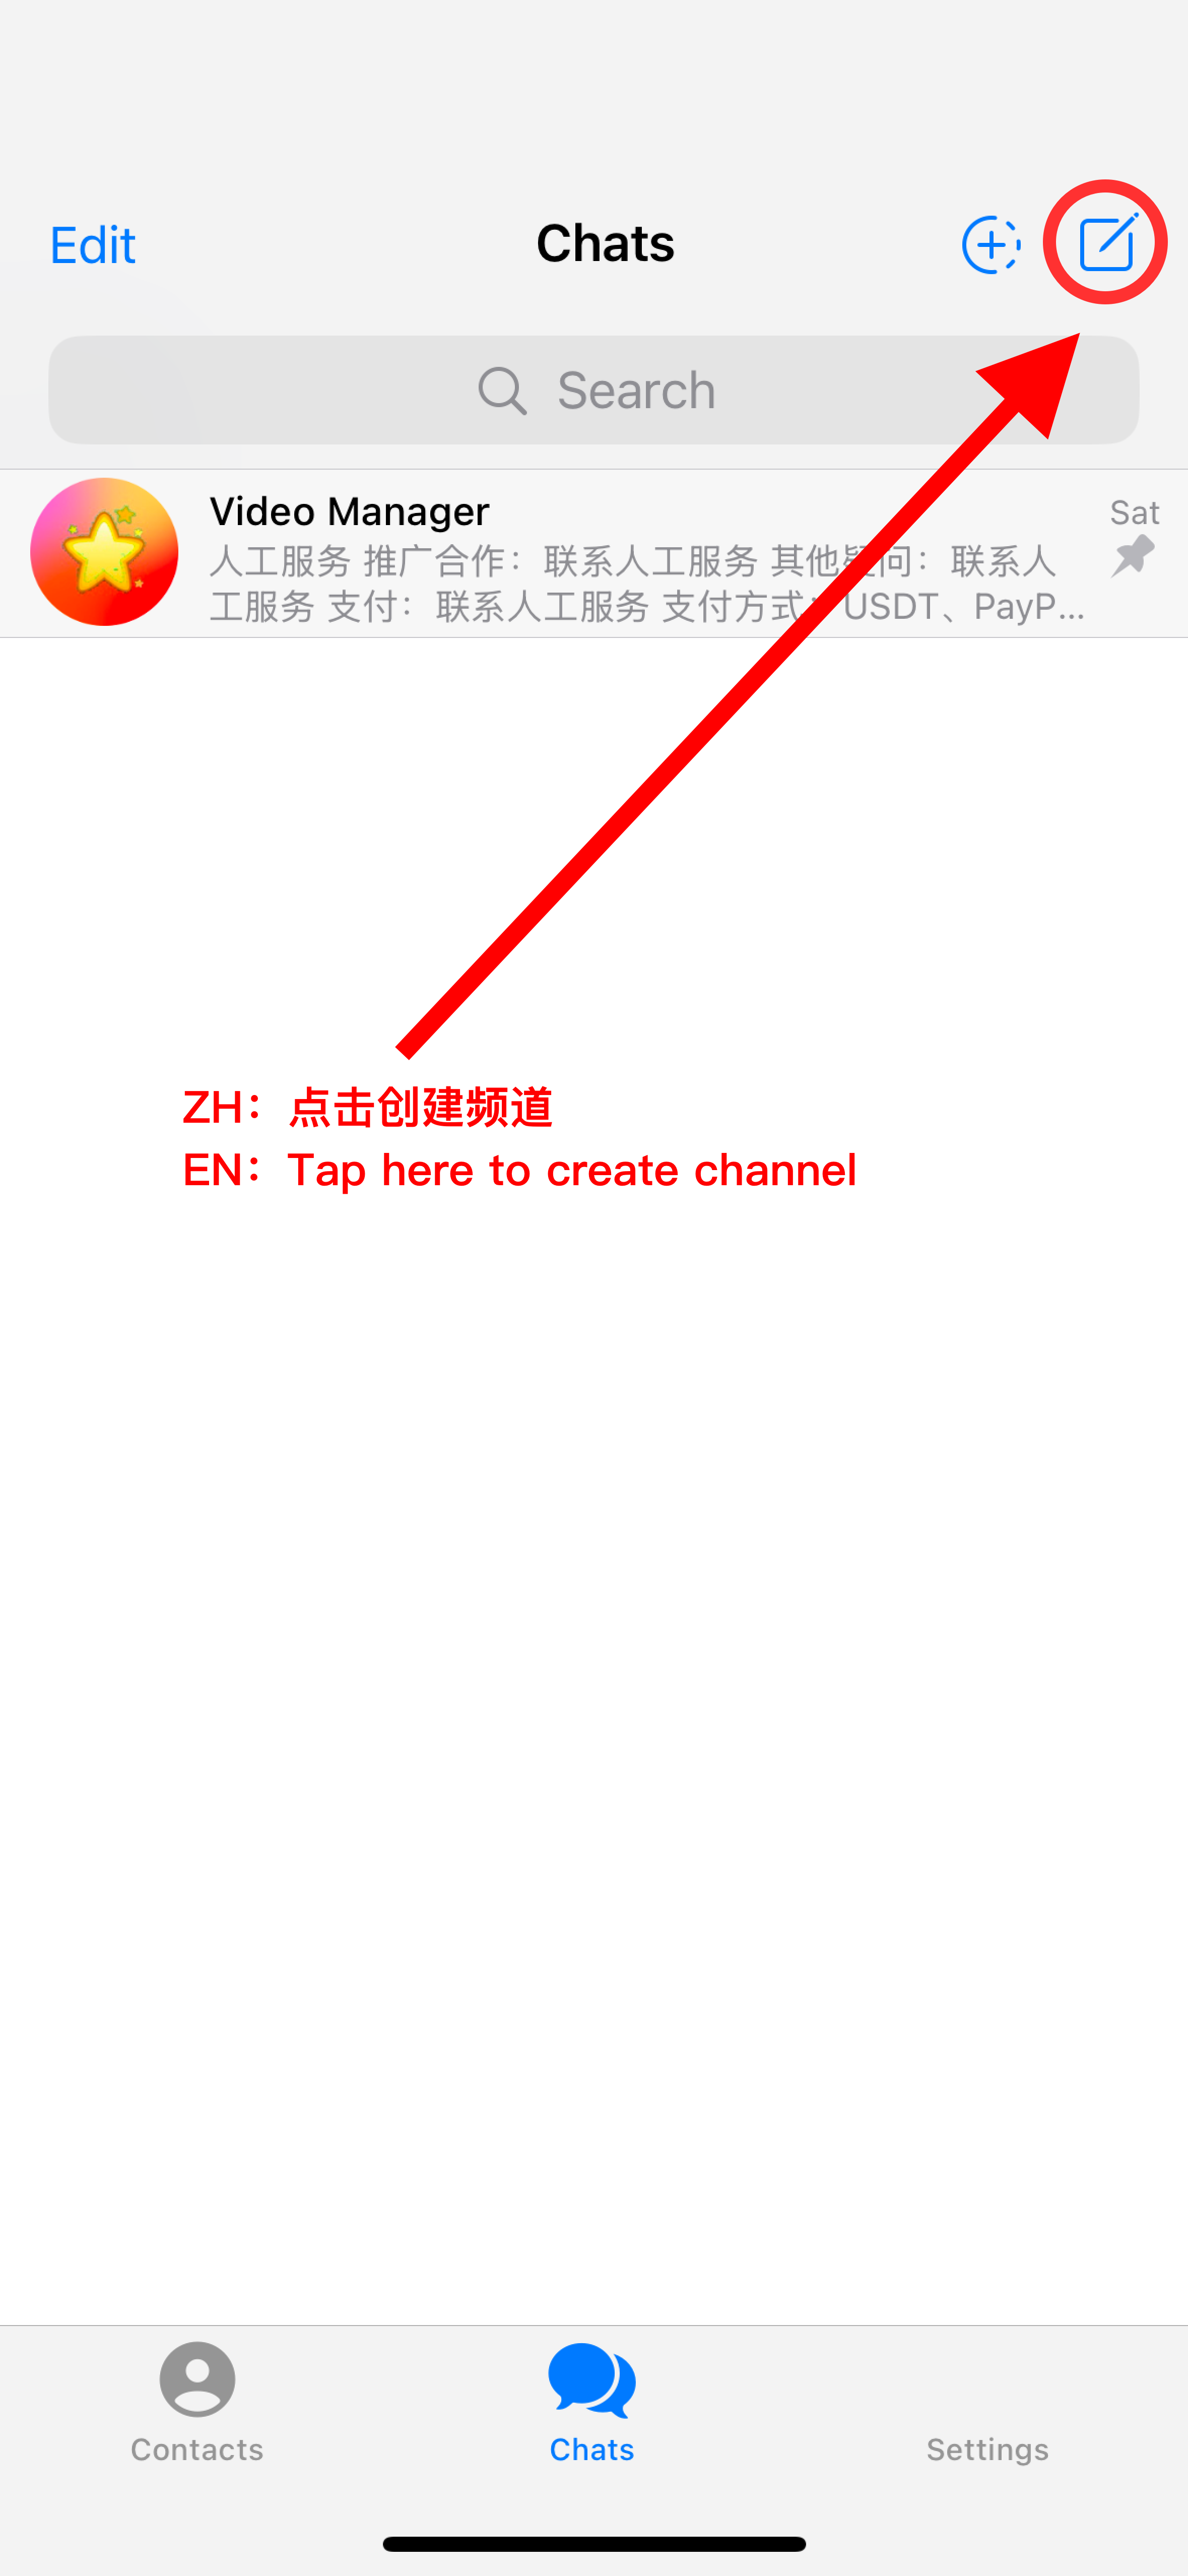 Edit
Chats
Search
Video Manager
Sat
人工服务 推广合作：联系人工服务 其他疑问：联系人
工服务 支付：联系人工服务 支付方式：USDT、PayP...
ZH：点击创建频道
EN：Tap here to create channel
Contacts
Chats
Settings